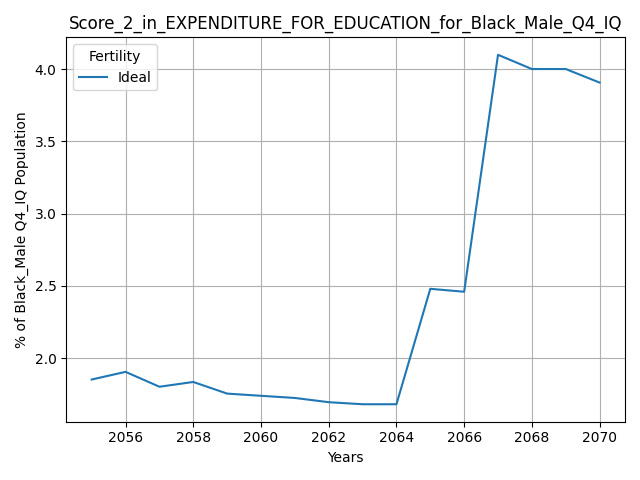 Score_2_in_EXPENDITURE_FOR_EDUCATION_for_Black_Male_Q4_IQ
Fertility
Ideal
4.0
3.5
3.0
2.5
2.0
% of Black_Male Q4_IQ Population
2056 2058 2060 2062 2064 2066 2068 2070
Years